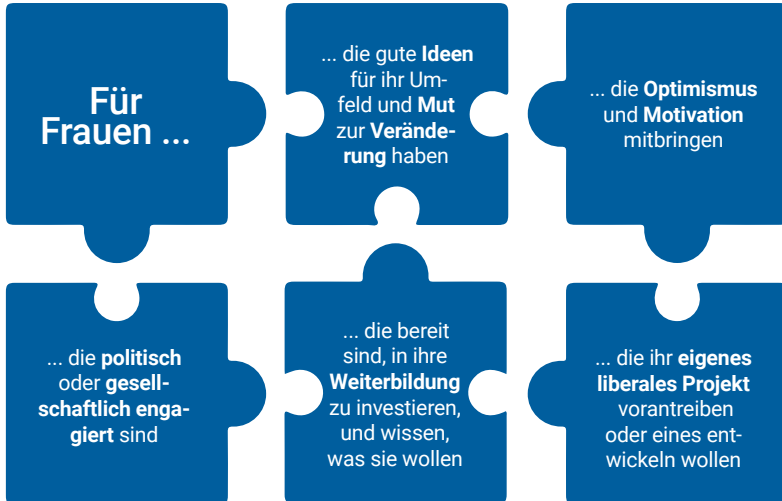 Für
Frauen ...
... die gute Ideen
für ihr Um-
feld und Mut
zur Verände-
rung haben
... die Optimismus
und Motivation
mitbringen
... die politisch
oder gesell-
schaftlich enga-
giert sind
... die bereit
sind, in ihre
Weiterbildung
zu investieren,
und wissen,
was sie wollen
... die ihr eigenes
liberales Projekt
vorantreiben
oder eines ent-
wickeln wollen